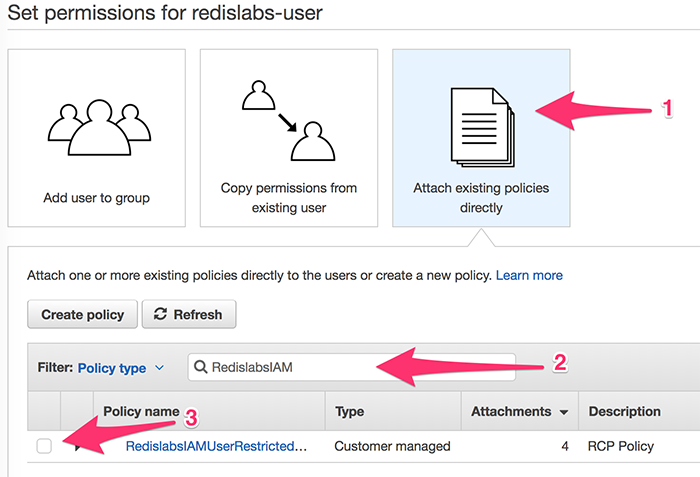 Set permissions for redislabs-user
Add user to group
Copy permissions from
existing user
Attach existing policies
directly
1
Attach one or more existing policies directly to the users or create a new policy. Learn more
Create policy Refresh
Filter: Policy type RedislabsIAM 2
Policy name 3 Type Attachments Description
RedislabsIAMUserRestricted... Customer managed 4 RCP Policy